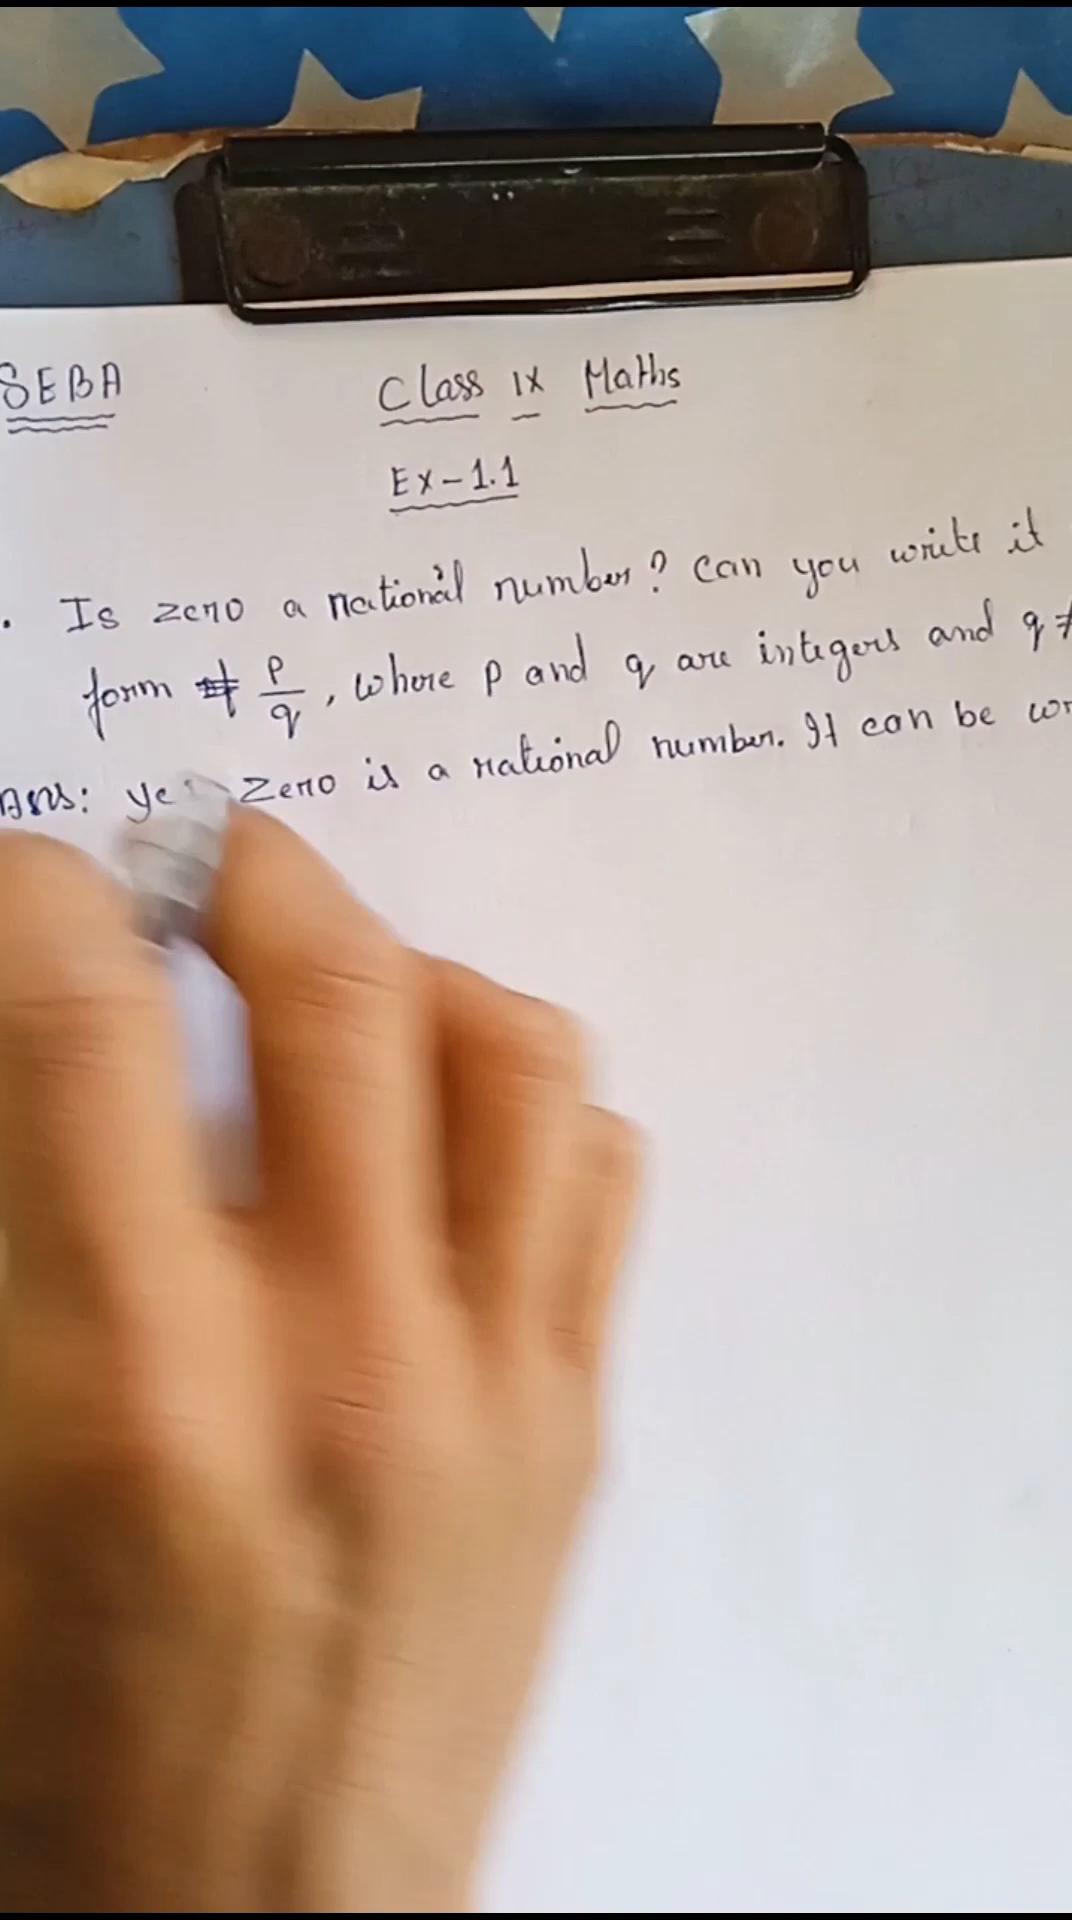 SEBA Class IX Maths
Ex-1.1
. Is zero a rational number? Can you write it
form p/q, where p and q are integers and q ≠
Ans: zero is a rational number. It can be